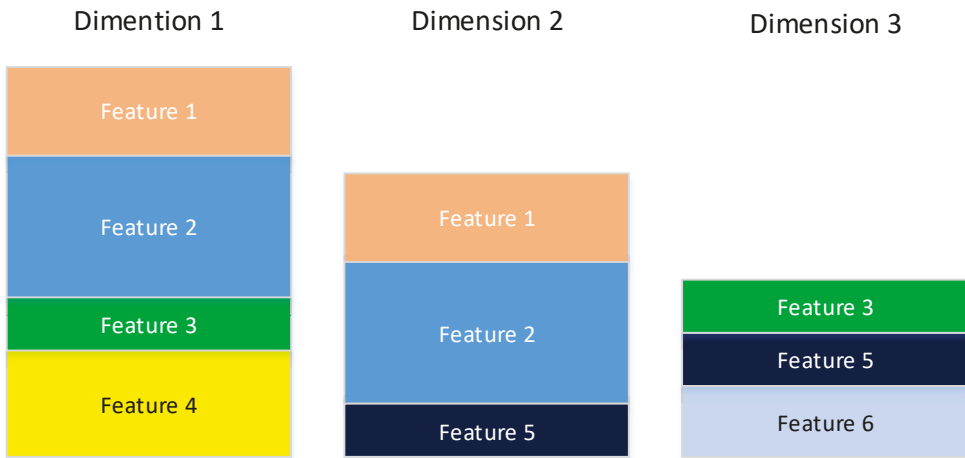 Dimention 1
Feature 1
Feature 2
Feature 3
Feature 4
Dimension 2
Feature 1
Feature 2
Feature 5
Dimension 3
Feature 3
Feature 5
Feature 6